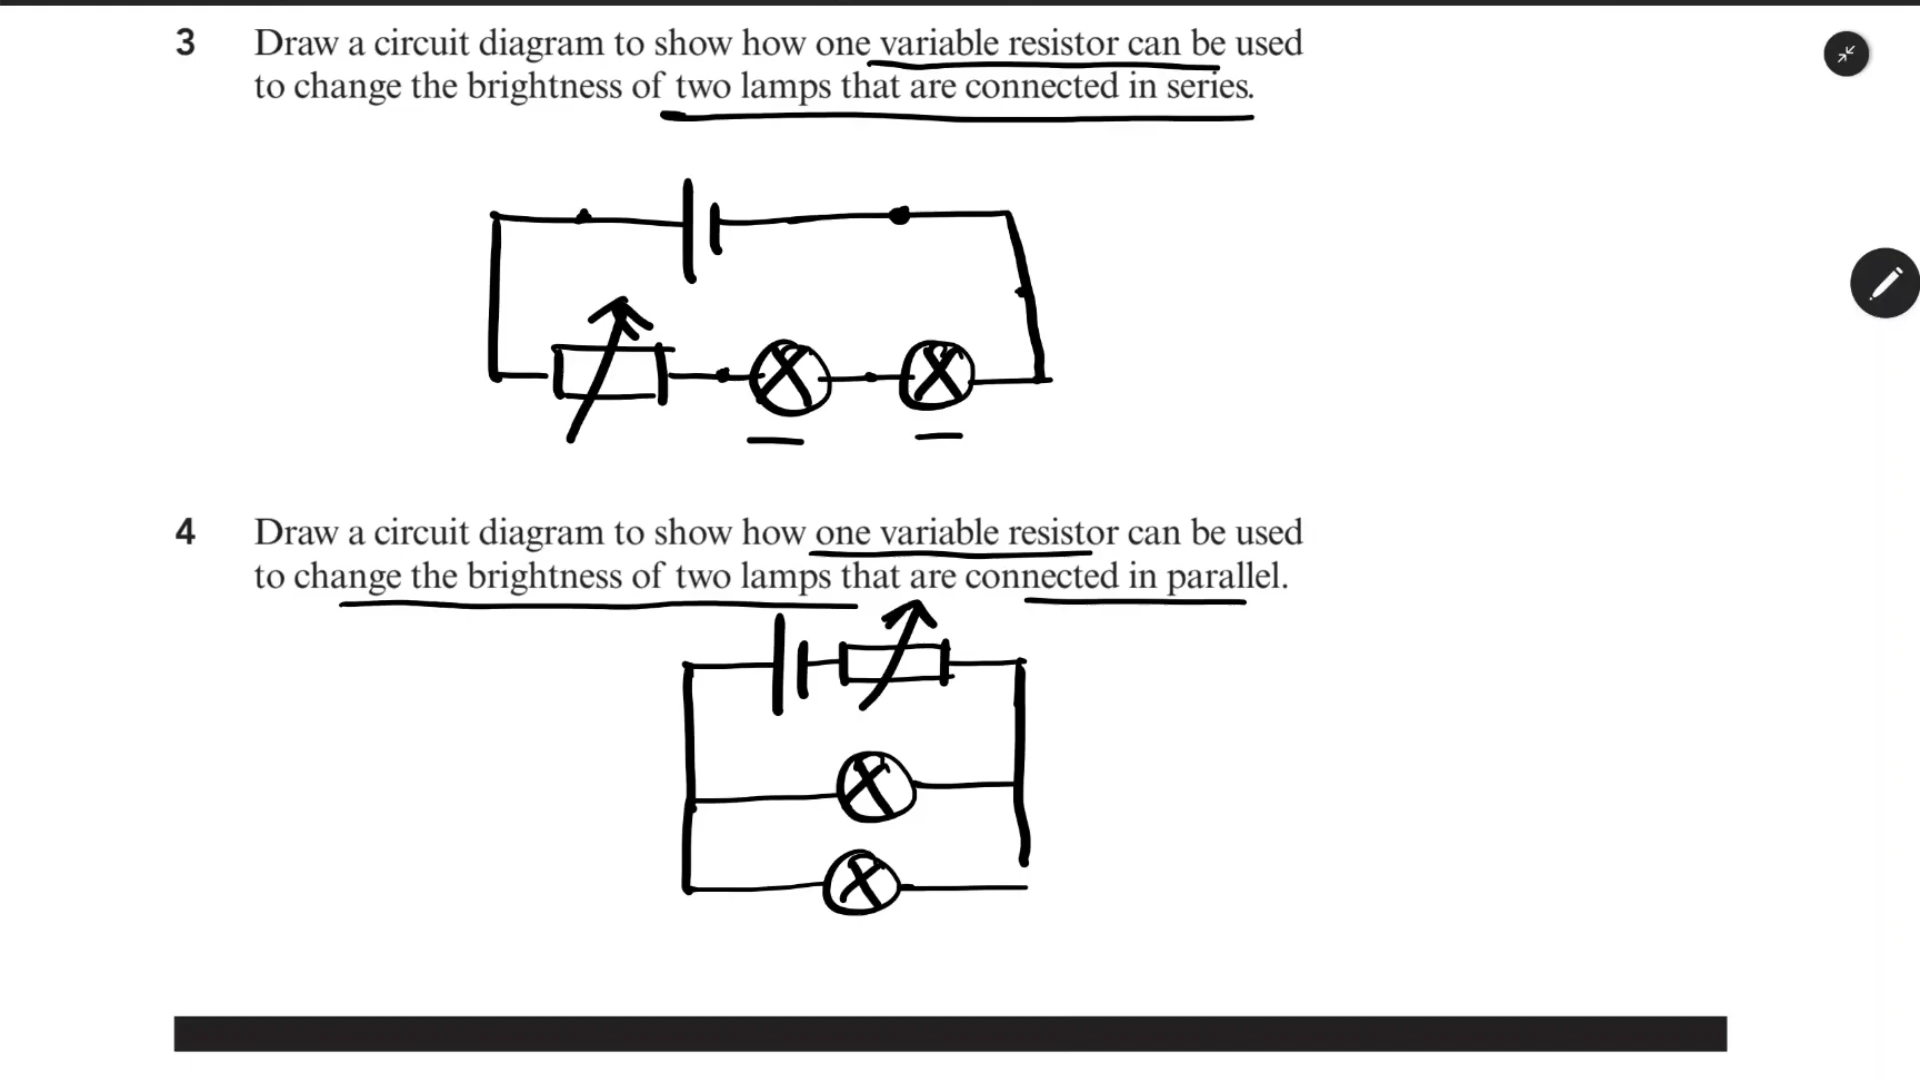 3 Draw a circuit diagram to show how one variable resistor can be used
to change the brightness of two lamps that are connected in series.
4 Draw a circuit diagram to show how one variable resistor can be used
to change the brightness of two lamps that are connected in parallel.